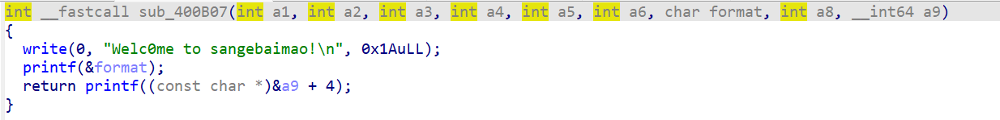 int __fastcall sub_400B07(int a1, int a2, int a3, int a4, int a5, int a6, char format, int a8, __int64 a9)
{
write(0, "Welc0me to sangebaimao!\n", 0x1AuLL);
printf(&format);
return printf((const char *)&a9 + 4);
}